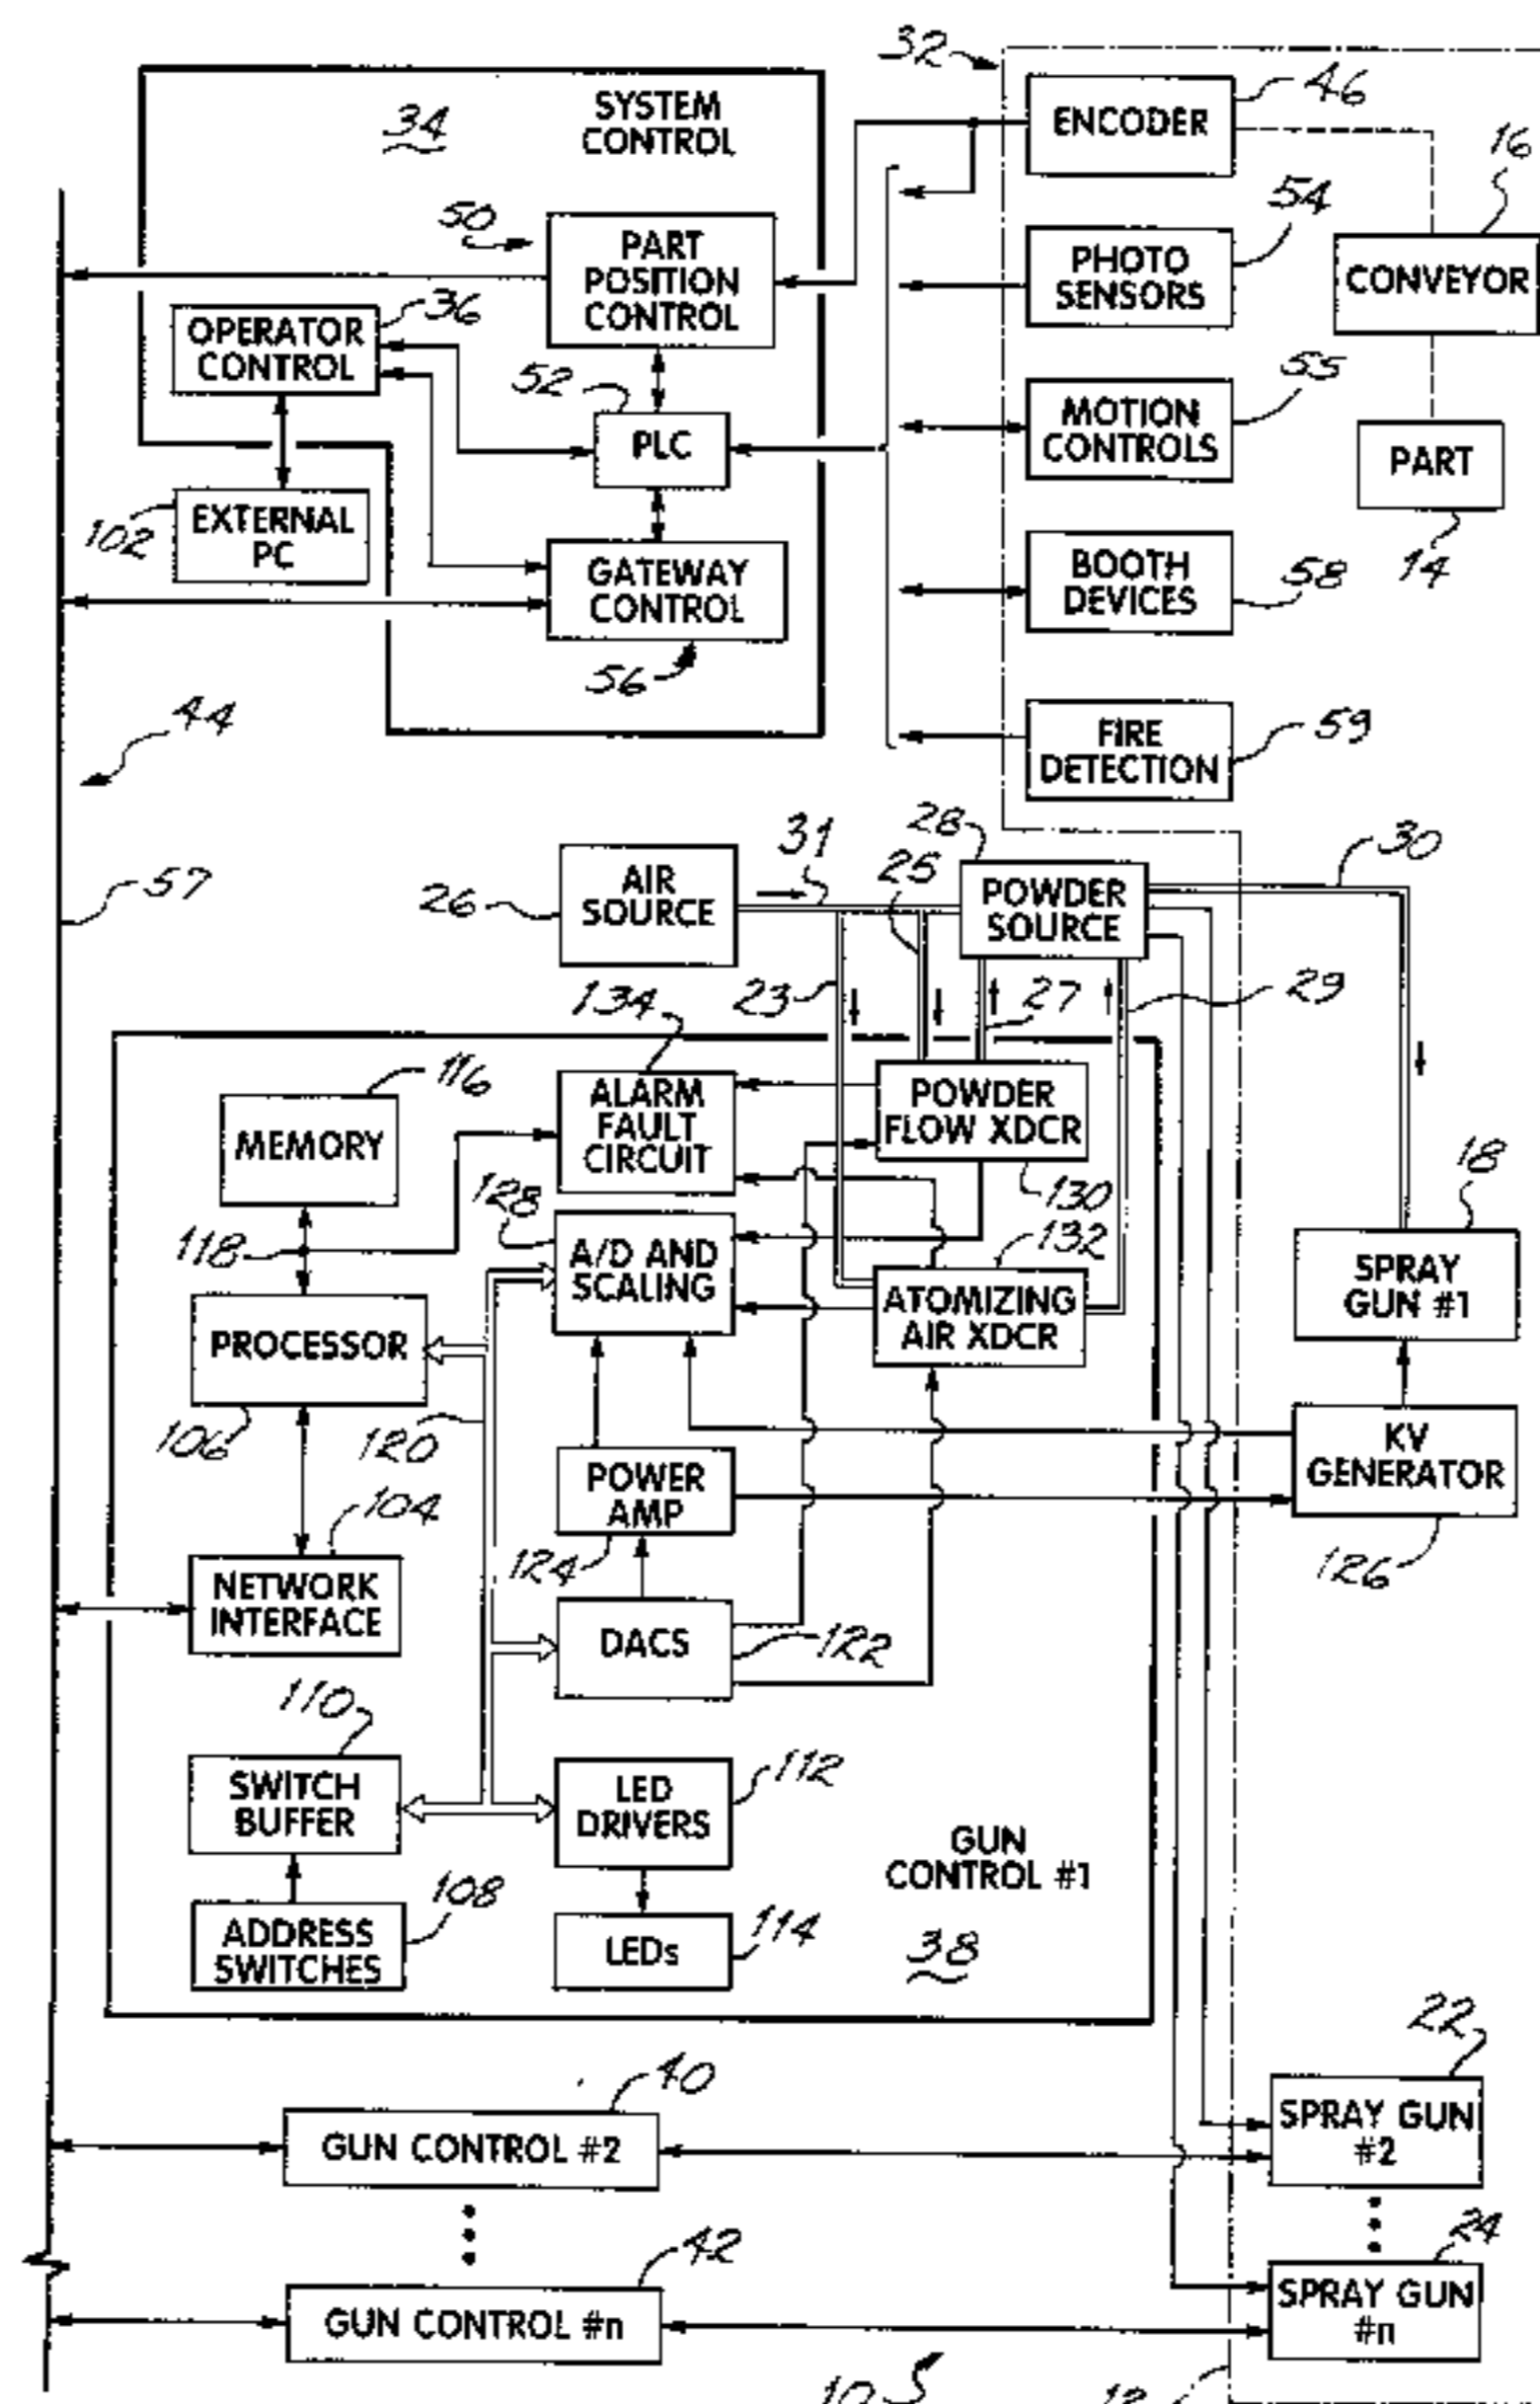 32
46
ENCODER
16
SYSTEM
CONTROL
34
50
PART
POSITION
CONTROL
54
PHOTO
SENSORS
CONVEYOR
OPERATOR
CONTROL
36
52
PLC
55
MOTION
CONTROLS
PART
14
102
EXTERNAL
PC
GATEWAY
CONTROL
56
BOOTH
DEVICES
58
44
FIRE
DETECTION
59
57
AIR
SOURCE
26
31
25
28
POWDER
SOURCE
30
23
27
29
134
116
MEMORY
ALARM
FAULT
CIRCUIT
POWDER
FLOW XDCR
130
18
118
128
A/D AND
SCALING
132
ATOMIZING
AIR XDCR
SPRAY
GUN #1
PROCESSOR
106
120
POWER
AMP
124
KV
GENERATOR
126
104
NETWORK
INTERFACE
DACS
122
110
SWITCH
BUFFER
LED
DRIVERS
112
GUN
CONTROL #1
38
108
ADDRESS
SWITCHES
LEDs
114
22
40
GUN CONTROL #2
SPRAY GUN
#2
42
GUN CONTROL #n
24
SPRAY GUN
#n
10
12